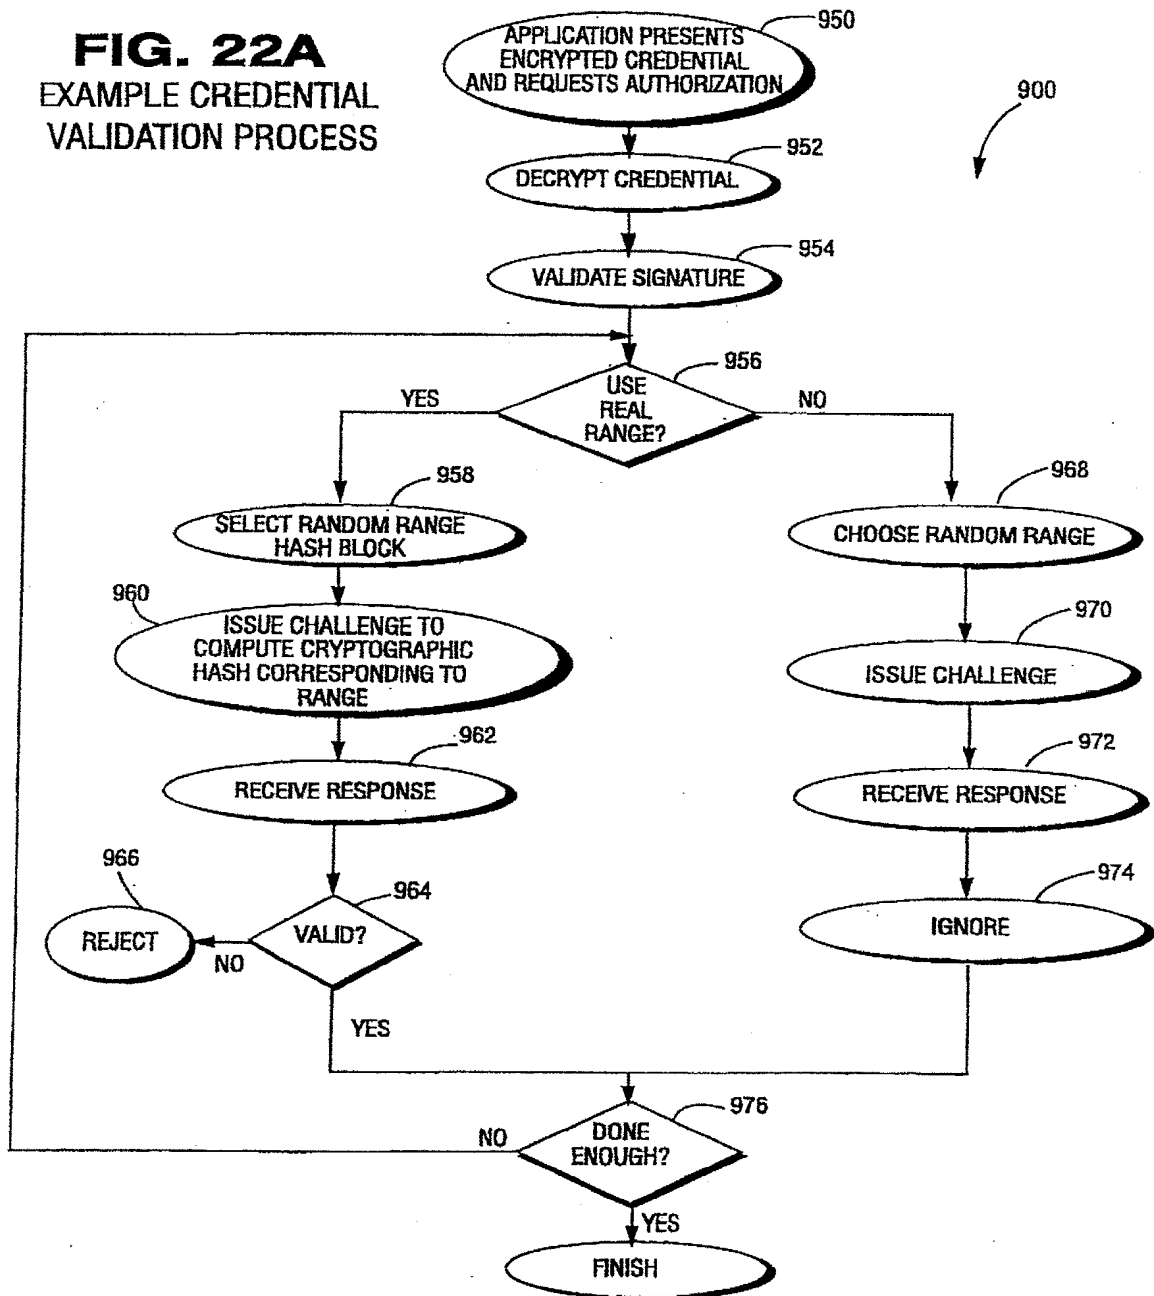 FIG. 22A
EXAMPLE CREDENTIAL
VALIDATION PROCESS
950
APPLICATION PRESENTS
ENCRYPTED CREDENTIAL
AND REQUESTS AUTHORIZATION
900
952
DECRYPT CREDENTIAL
954
VALIDATE SIGNATURE
956
USE
REAL
RANGE?
YES
NO
958
SELECT RANDOM RANGE
HASH BLOCK
960
ISSUE CHALLENGE TO
COMPUTE CRYPTOGRAPHIC
HASH CORRESPONDING TO
RANGE
962
RECEIVE RESPONSE
964
VALID?
966
REJECT
NO
YES
968
CHOOSE RANDOM RANGE
970
ISSUE CHALLENGE
972
RECEIVE RESPONSE
974
IGNORE
976
DONE
ENOUGH?
NO
YES
FINISH